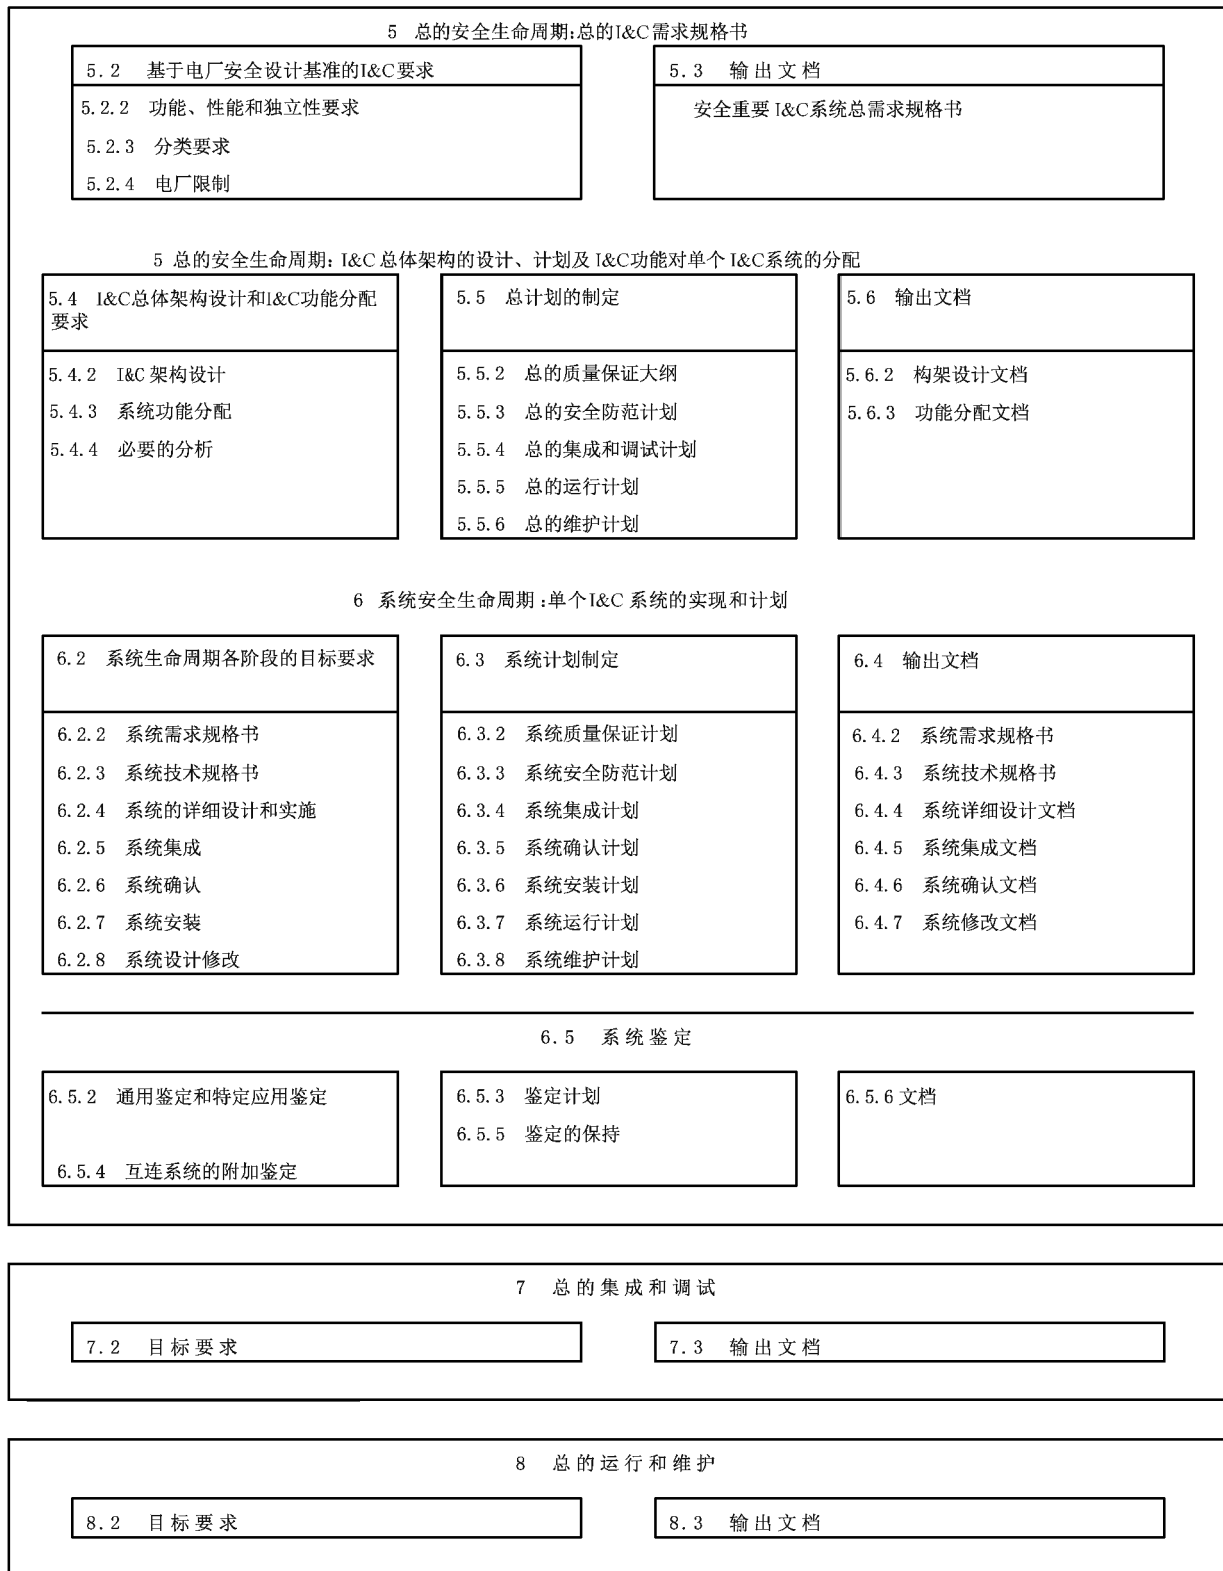 5 总的安全生命周期:总的I&C需求规格书
5.2 基于电厂安全设计基准的I&C要求
5.2.2 功能、性能和独立性要求
5.2.3 分类要求
5.2.4 电厂限制
5.3 输出文档
安全重要 I&C系统总需求规格书
5 总的安全生命周期: I&C 总体架构的设计、计划及 I&C功能对单个 I&C系统的分配
5.4 I&C总体架构设计和I&C功能分配
要求
5.4.2 I&C 架构设计
5.4.3 系统功能分配
5.4.4 必要的分析
5.5 总计划的制定
5.5.2 总的质量保证大纲
5.5.3 总的安全防范计划
5.5.4 总的集成和调试计划
5.5.5 总的运行计划
5.5.6 总的维护计划
5.6 输出文档
5.6.2 构架设计文档
5.6.3 功能分配文档
6 系统安全生命周期:单个I&C 系统的实现和计划
6.2 系统生命周期各阶段的目标要求
6.2.2 系统需求规格书
6.2.3 系统技术规格书
6.2.4 系统的详细设计和实施
6.2.5 系统集成
6.2.6 系统确认
6.2.7 系统安装
6.2.8 系统设计修改
6.3 系统计划制定
6.3.2 系统质量保证计划
6.3.3 系统安全防范计划
6.3.4 系统集成计划
6.3.5 系统确认计划
6.3.6 系统安装计划
6.3.7 系统运行计划
6.3.8 系统维护计划
6.4 输出文档
6.4.2 系统需求规格书
6.4.3 系统技术规格书
6.4.4 系统详细设计文档
6.4.5 系统集成文档
6.4.6 系统确认文档
6.4.7 系统修改文档
6.5 系统鉴定
6.5.2 通用鉴定和特定应用鉴定
6.5.4 互连系统的附加鉴定
6.5.3 鉴定计划
6.5.5 鉴定的保持
6.5.6 文档
7 总的集成和调试
7.2 目标要求
7.3 输出文档
8 总的运行和维护
8.2 目标要求
8.3 输出文档